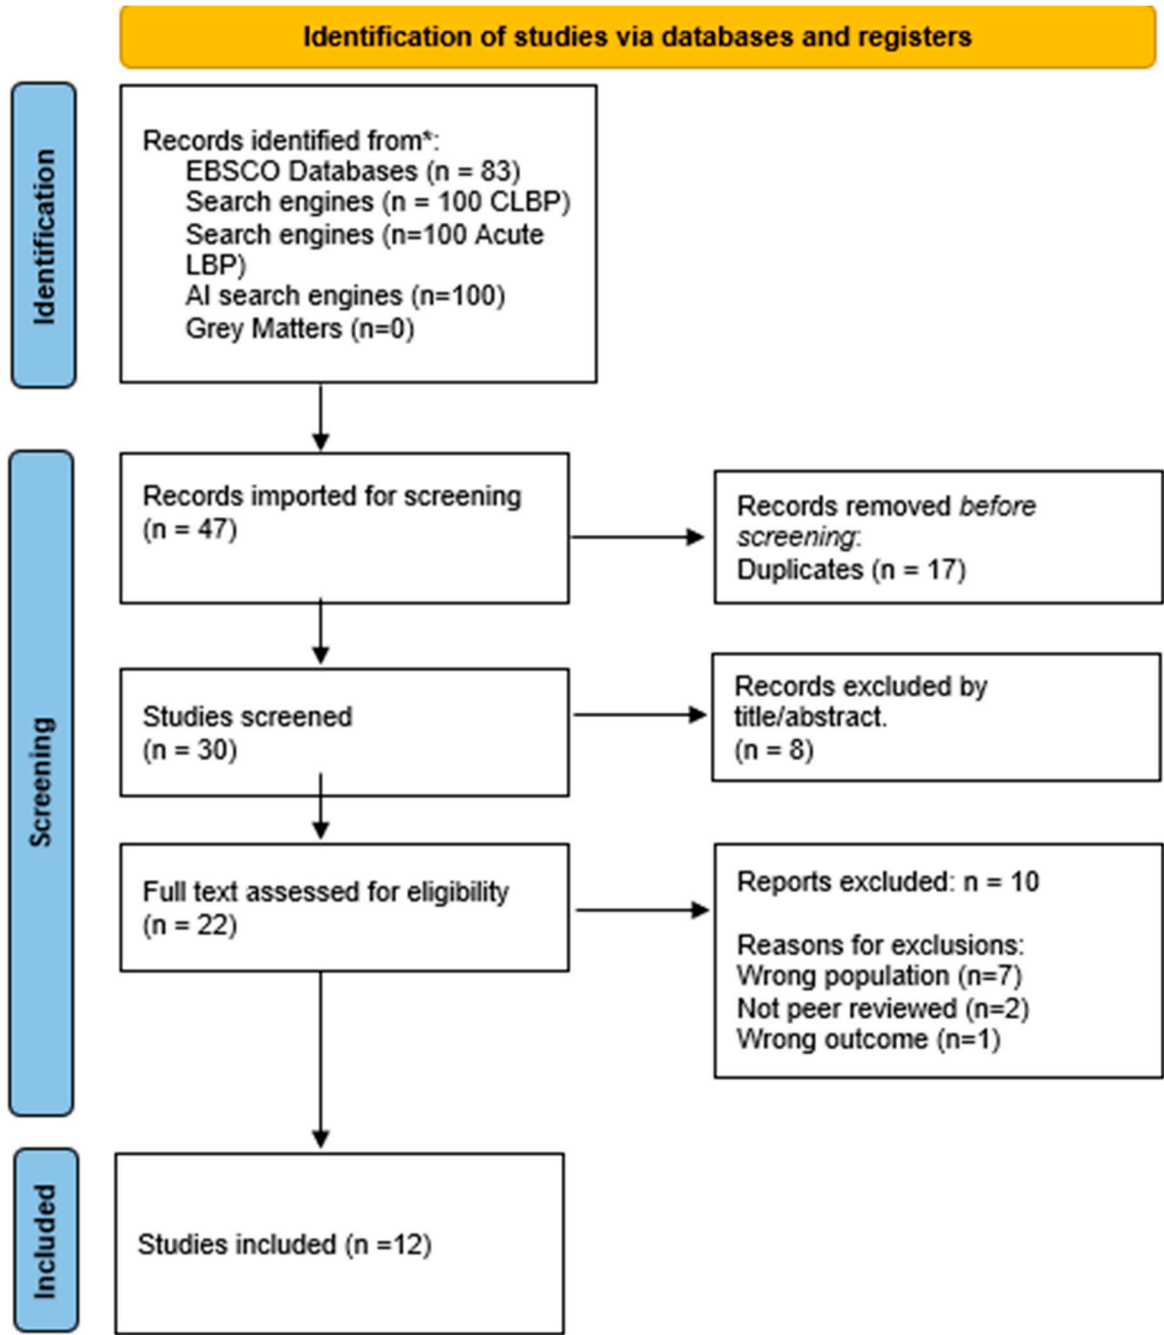 Identification of studies via databases and registers
Identification
Records identified from*:
EBSCO Databases (n = 83)
Search engines (n = 100 CLBP)
Search engines (n=100 Acute
LBP)
AI search engines (n=100)
Grey Matters (n=0)
Screening
Records imported for screening
(n = 47)
Records removed before
screening:
Duplicates (n = 17)
Studies screened
(n = 30)
Records excluded by
title/abstract.
(n = 8)
Full text assessed for eligibility
(n = 22)
Reports excluded: n = 10
Reasons for exclusions:
Wrong population (n=7)
Not peer reviewed (n=2)
Wrong outcome (n=1)
Included
Studies included (n =12)